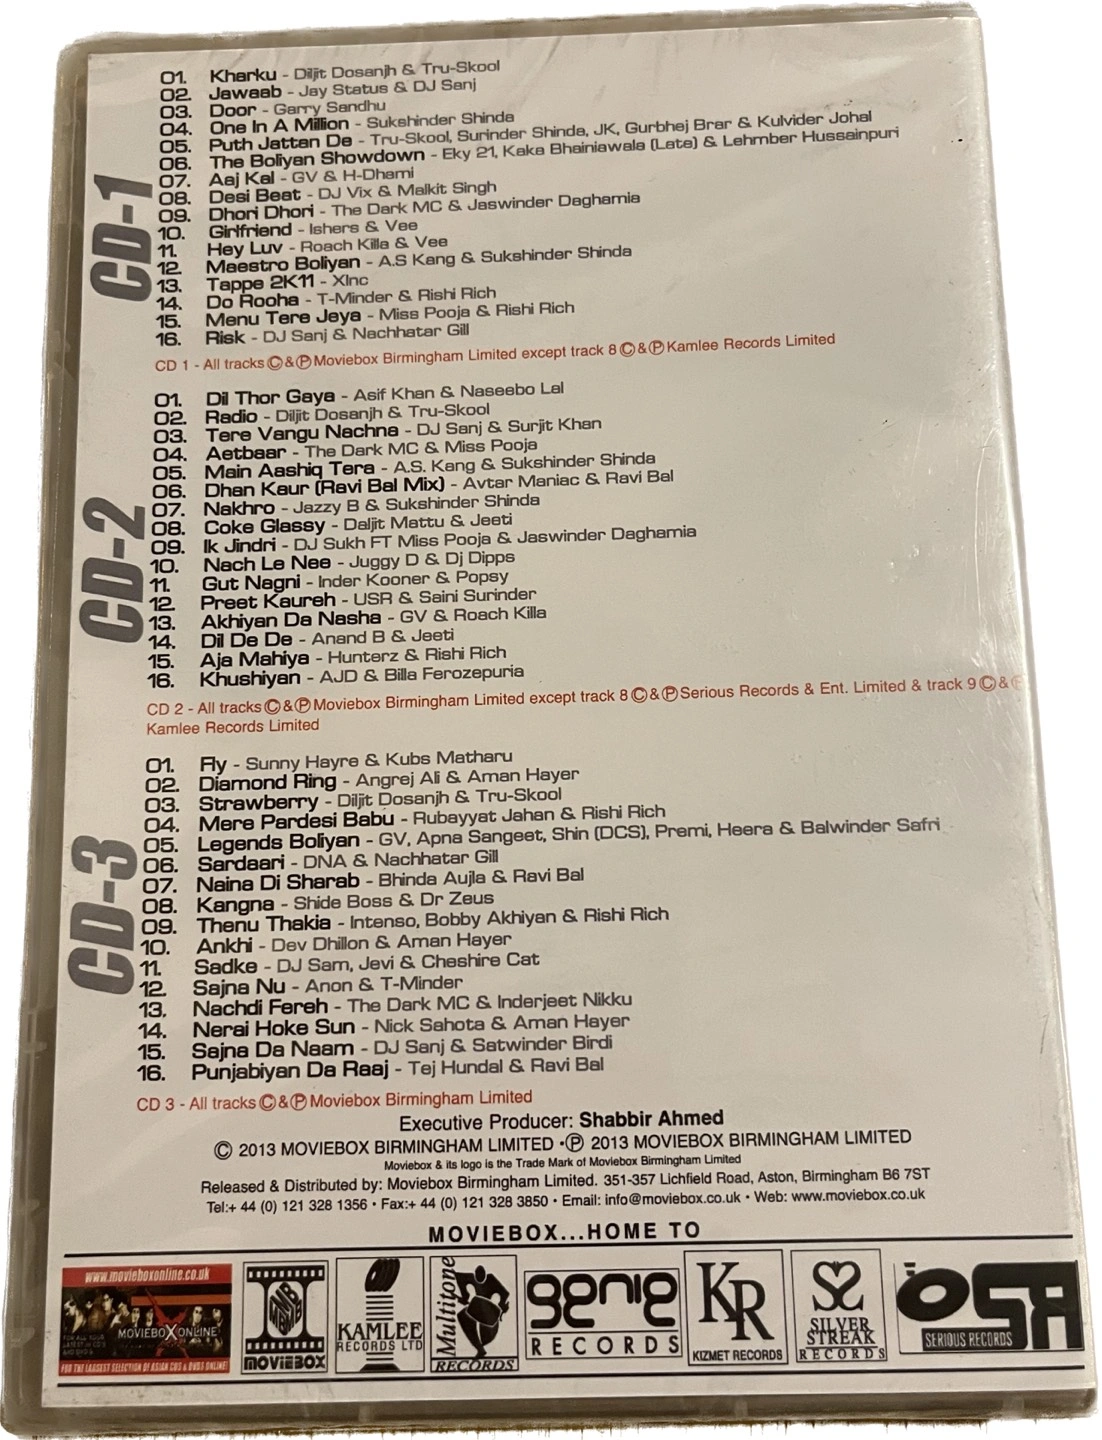 CD-1
01. Kharku - Diljit Dosanjh & Tru-Skool
02. Jawaab - Jay Status & DJ Sanj
03. Door - Garry Sandhu
04. One In A Million - Sukshinder Shinda
05. Puth Jattan De - Tru-Skool, Surinder Shinda, JK, Gurbhej Brar & Kulvider Johal
06. The Boliyan Showdown - Eky 21, Kaka Bhainiawala (Late) & Lehmber Hussainpuri
07. Aaj Kal - GV & H-Dhami
08. Desi Beat - DJ Vix & Malkit Singh
09. Dhori Dhori - The Dark MC & Jaswinder Daghamia
10. Girlfriend - Ishers & Vee
11. Hey Luv - Roach Killa & Vee
12. Maestro Boliyan - A.S Kang & Sukshinder Shinda
13. Tappe 2K11 - Xlnc
14. Do Rooha - T-Minder & Rishi Rich
15. Menu Tere Jeya - Miss Pooja & Rishi Rich
16. Risk - DJ Sanj & Nachhatar Gill
CD 1 - All tracks © & ℗ Moviebox Birmingham Limited except track 8 © & ℗ Kamlee Records Limited
CD-2
01. Dil Thor Gaya - Asif Khan & Naseebo Lal
02. Radio - Diljit Dosanjh & Tru-Skool
03. Tere Vangu Nachna - DJ Sanj & Surjit Khan
04. Aetbaar - The Dark MC & Miss Pooja
05. Main Aashiq Tera - A.S. Kang & Sukshinder Shinda
06. Dhan Kaur (Ravi Bal Mix) - Avtar Maniac & Ravi Bal
07. Nakhro - Jazzy B & Sukshinder Shinda
08. Coke Glassy - Daljit Mattu & Jeeti
09. Ik Jindri - DJ Sukh FT Miss Pooja & Jaswinder Daghamia
10. Nach Le Nee - Juggy D & Dj Dipps
11. Gut Nagni - Inder Kooner & Popsy
12. Preet Kaureh - USR & Saini Surinder
13. Akhiyan Da Nasha - GV & Roach Killa
14. Dil De De - Anand B & Jeeti
15. Aja Mahiya - Hunterz & Rishi Rich
16. Khushiyan - AJD & Billa Ferozepuria
CD 2 - All tracks © & ℗ Moviebox Birmingham Limited except track 8 © & ℗ Serious Records & Ent. Limited & track 9 © & ℗
Kamlee Records Limited
CD-3
01. Fly - Sunny Hayre & Kubs Matharu
02. Diamond Ring - Angrej Ali & Aman Hayer
03. Strawberry - Diljit Dosanjh & Tru-Skool
04. Mere Pardesi Babu - Rubayyat Jahan & Rishi Rich
05. Legends Boliyan - GV, Apna Sangeet, Shin (DCS), Premi, Heera & Balwinder Safri
06. Sardaari - DNA & Nachhatar Gill
07. Naina Di Sharab - Bhinda Aujla & Ravi Bal
08. Kangna - Shide Boss & Dr Zeus
09. Thenu Thakia - Intenso, Bobby Akhiyan & Rishi Rich
10. Ankhi - Dev Dhillon & Aman Hayer
11. Sadke - DJ Sam, Jevi & Cheshire Cat
12. Sajna Nu - Anon & T-Minder
13. Nachdi Fereh - The Dark MC & Inderjeet Nikku
14. Nerai Hoke Sun - Nick Sahota & Aman Hayer
15. Sajna Da Naam - DJ Sanj & Satwinder Birdi
16. Punjabiyan Da Raaj - Tej Hundal & Ravi Bal
CD 3 - All tracks © & ℗ Moviebox Birmingham Limited
Executive Producer: Shabbir Ahmed
© 2013 MOVIEBOX BIRMINGHAM LIMITED • ℗ 2013 MOVIEBOX BIRMINGHAM LIMITED
Moviebox & its logo is the Trade Mark of Moviebox Birmingham Limited
Released & Distributed by: Moviebox Birmingham Limited. 351-357 Lichfield Road, Aston, Birmingham B6 7ST
Tel:+ 44 (0) 121 328 1356 • Fax:+ 44 (0) 121 328 3850 • Email: info@moviebox.co.uk • Web: www.moviebox.co.uk
MOVIEBOX...HOME TO
www.movieboxonline.co.uk
MOVIEBOX ONLINE
FOR THE LARGEST SELECTION OF ASIAN CDS & DVDS ONLINE!
MOVIEBOX
KAMLEE
RECORDS LTD
Multitone
RECORDS
genie
RECORDS
KR
KIZMET RECORDS
SILVER
STREAK
RECORDS
SERIOUS RECORDS